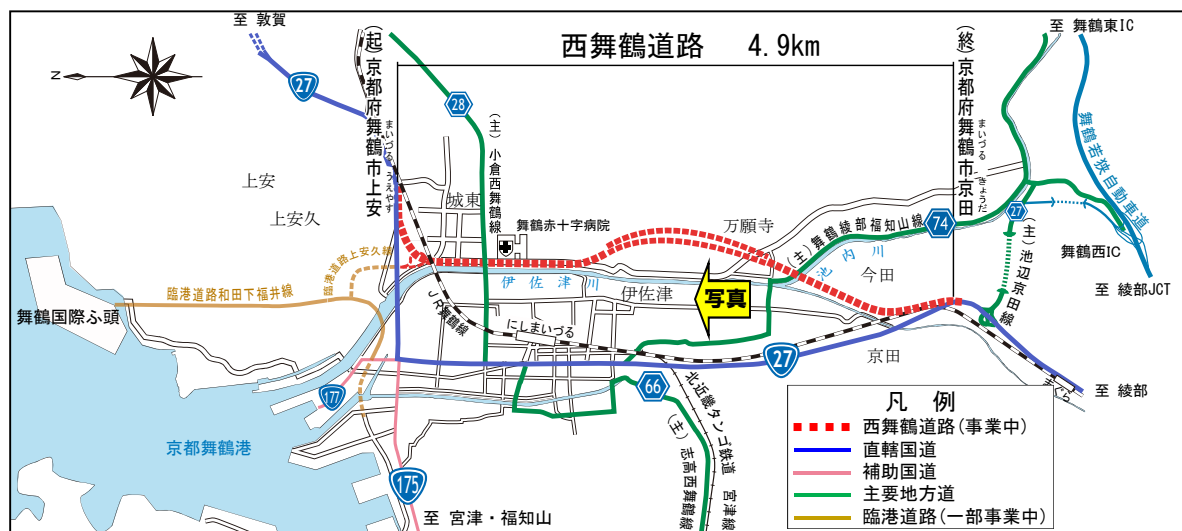 至 敦賀
27
N
(起)京都府舞鶴市上安
まいづる うえやす
西舞鶴道路 4.9km
(終)京都府舞鶴市京田
まいづる きょうだ
至 舞鶴東IC
舞鶴若狭自動車道
28
(主)小倉西舞鶴線
上安
上安久
城東
舞鶴赤十字病院
万願寺
(主)舞鶴綾部福知山線
74
27
(主)池辺京田線
舞鶴西IC
至 綾部JCT
臨港道路上安久線
臨港道路和田下福井線
舞鶴国際ふ頭
伊佐津川
池内川
今田
伊佐津
写真
JR舞鶴線
にしまいづる
27
京田
まぐら
至 綾部
177
66
北近畿タンゴ鉄道 宮津線
(主)志高西舞鶴線
京都舞鶴港
175
至 宮津・福知山
凡 例
西舞鶴道路(事業中)
直轄国道
補助国道
主要地方道
臨港道路(一部事業中)